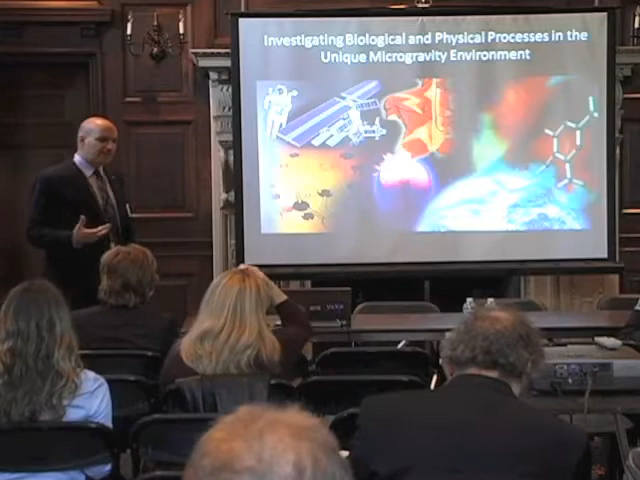 Investigating Biological and Physical Processes in the
Unique Microgravity Environment